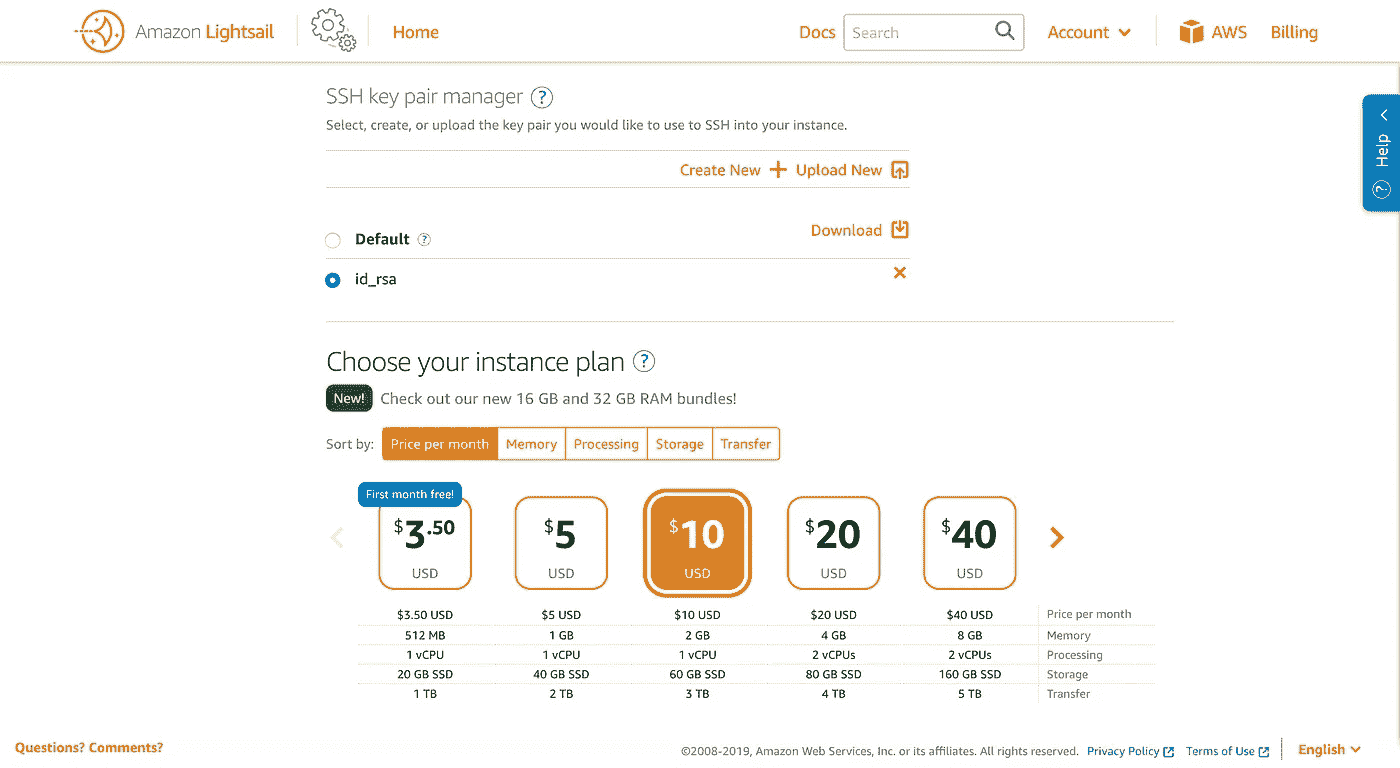 Amazon Lightsail Home Docs Search Account AWS Billing
SSH key pair manager ?
Select, create, or upload the key pair you would like to use to SSH into your instance.
Create New + Upload New
Default ? Download
id_rsa
Help ?
Choose your instance plan ?
New! Check out our new 16 GB and 32 GB RAM bundles!
Sort by: Price per month Memory Processing Storage Transfer
First month free!
$3.50 $5 $10 $20 $40
USD USD USD USD USD
$3.50 USD $5 USD $10 USD $20 USD $40 USD Price per month
512 MB 1 GB 2 GB 4 GB 8 GB Memory
1 vCPU 1 vCPU 1 vCPU 2 vCPUs 2 vCPUs Processing
20 GB SSD 40 GB SSD 60 GB SSD 80 GB SSD 160 GB SSD Storage
1 TB 2 TB 3 TB 4 TB 5 TB Transfer
Questions? Comments? ©2008-2019, Amazon Web Services, Inc. or its affiliates. All rights reserved. Privacy Policy Terms of Use English